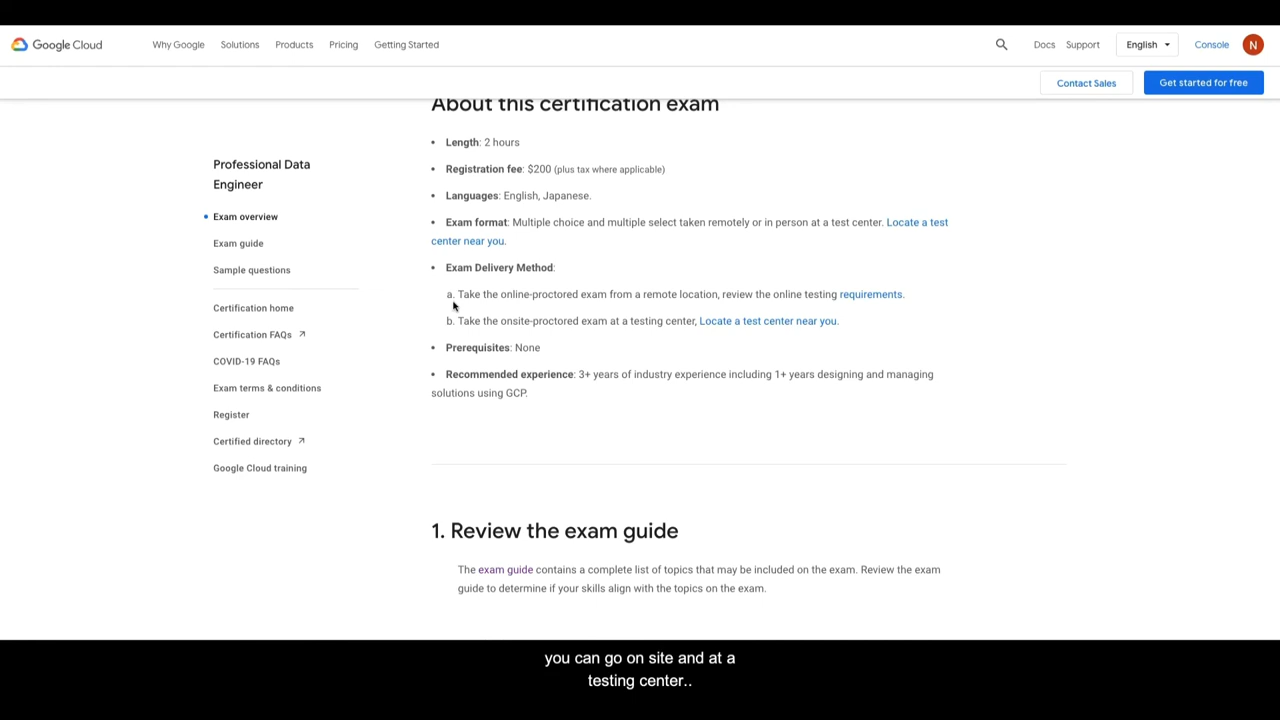 Google Cloud
Why Google
Solutions
Products
Pricing
Getting Started
Docs
Support
English
Console
N
Contact Sales
Get started for free
Professional Data
Engineer
Exam overview
Exam guide
Sample questions
Certification home
Certification FAQs
COVID-19 FAQs
Exam terms & conditions
Register
Certified directory
Google Cloud training
About this certification exam
• Length: 2 hours
• Registration fee: $200 (plus tax where applicable)
• Languages: English, Japanese.
• Exam format: Multiple choice and multiple select taken remotely or in person at a test center. Locate a test
center near you.
• Exam Delivery Method:
a. Take the online-proctored exam from a remote location, review the online testing requirements.
b. Take the onsite-proctored exam at a testing center, Locate a test center near you.
• Prerequisites: None
• Recommended experience: 3+ years of industry experience including 1+ years designing and managing
solutions using GCP.
1. Review the exam guide
The exam guide contains a complete list of topics that may be included on the exam. Review the exam
guide to determine if your skills align with the topics on the exam.
you can go on site and at a
testing center..